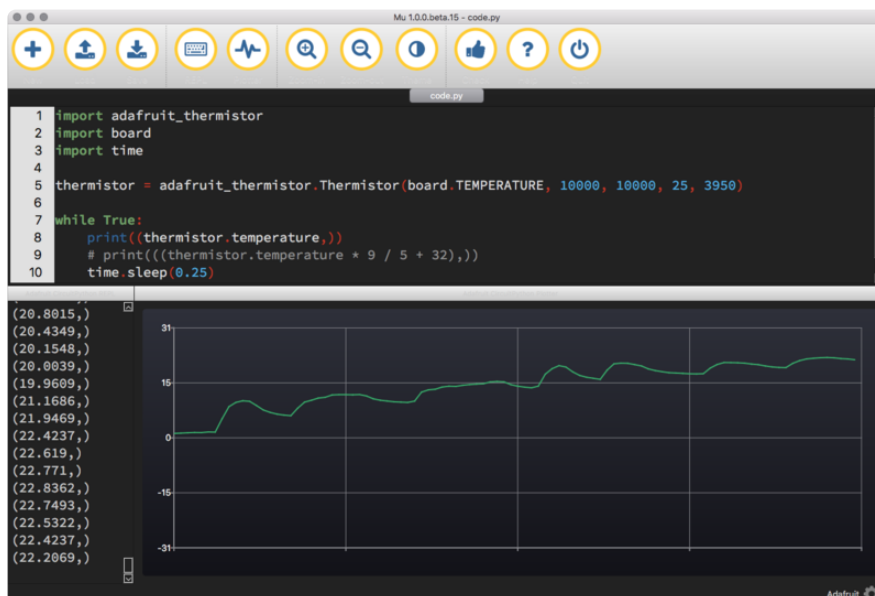 Mu 1.0.0.beta.15 - code.py
code.py
1 import adafruit_thermistor
2 import board
3 import time
4
5 thermistor = adafruit_thermistor.Thermistor(board.TEMPERATURE, 10000, 10000, 25, 3950)
6
7 while True:
8     print((thermistor.temperature,))
9     # print(((thermistor.temperature * 9 / 5 + 32),))
10     time.sleep(0.25)
(20.8015,)
(20.4349,)
(20.1548,)
(20.0039,)
(19.9609,)
(21.1686,)
(21.9469,)
(22.4237,)
(22.619,)
(22.771,)
(22.8362,)
(22.7493,)
(22.5322,)
(22.4237,)
(22.2069,)
31
15
0
-15
-31
Adafruit